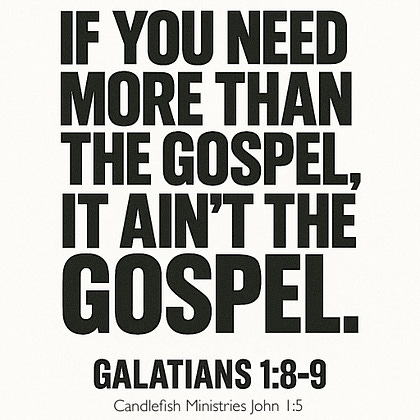 IF YOU NEED
MORE THAN
THE GOSPEL,
IT AIN'T THE
GOSPEL.
GALATIANS 1:8-9
Candlefish Ministries John 1:5